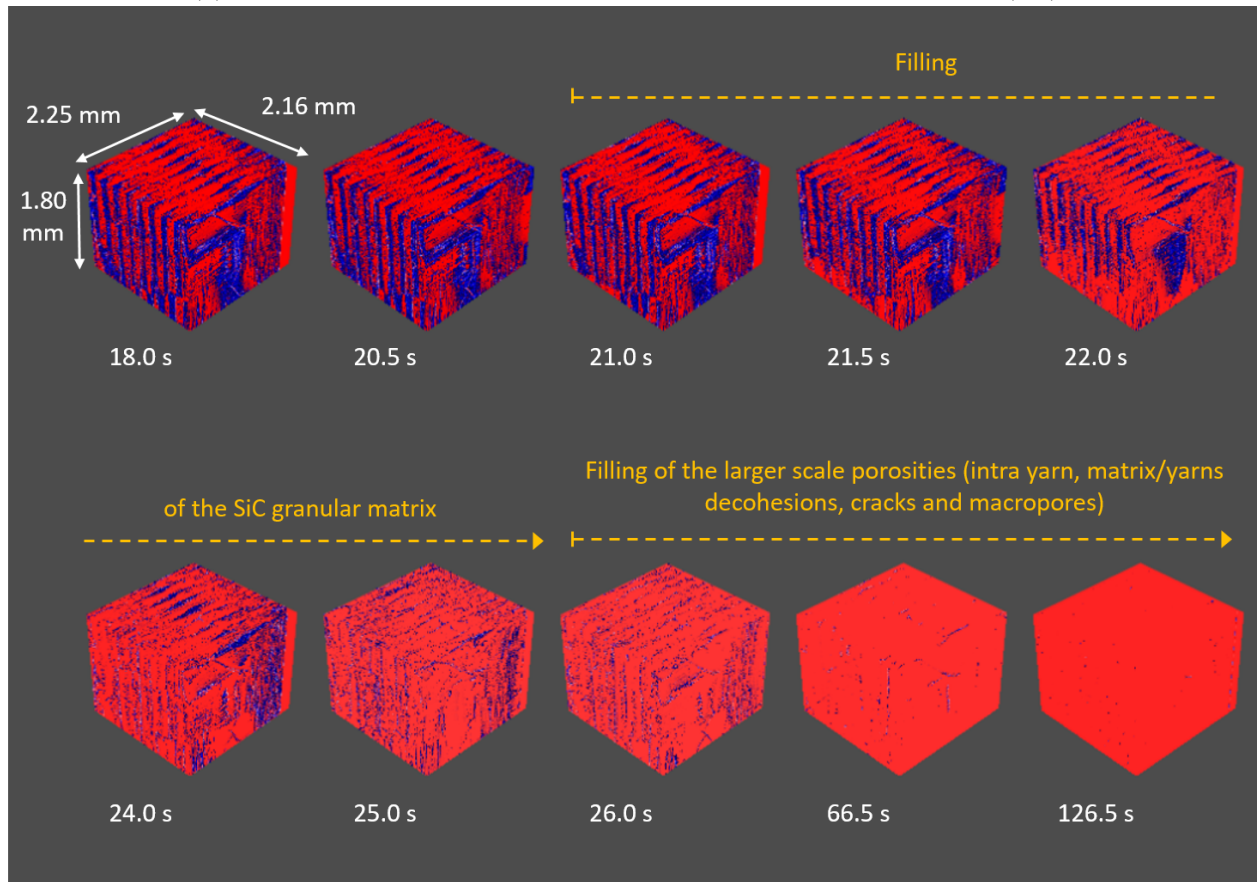 Filling
2.25 mm
2.16 mm
1.80
mm
18.0 s
20.5 s
21.0 s
21.5 s
22.0 s
of the SiC granular matrix
Filling of the larger scale porosities (intra yarn, matrix/yarns
decohesions, cracks and macropores)
24.0 s
25.0 s
26.0 s
66.5 s
126.5 s